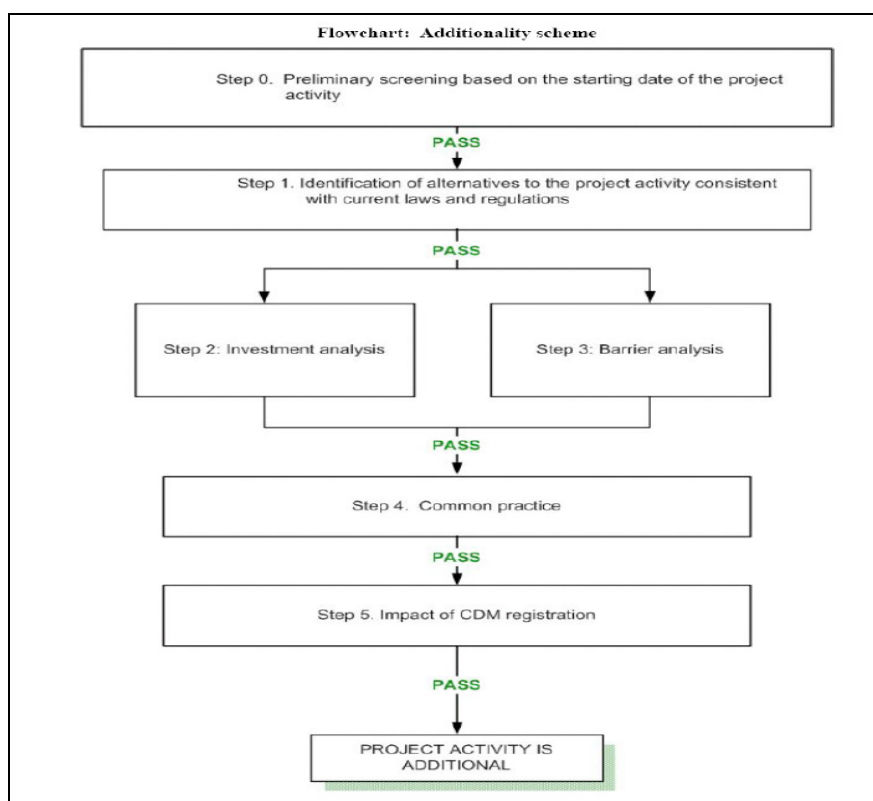 Flowchart: Additionality scheme
Step 0. Preliminary screening based on the starting date of the project
activity
PASS
Step 1. Identification of alternatives to the project activity consistent
with current laws and regulations
PASS
Step 2: Investment analysis
Step 3: Barrier analysis
PASS
Step 4. Common practice
PASS
Step 5. Impact of CDM registration
PASS
PROJECT ACTIVITY IS
ADDITIONAL